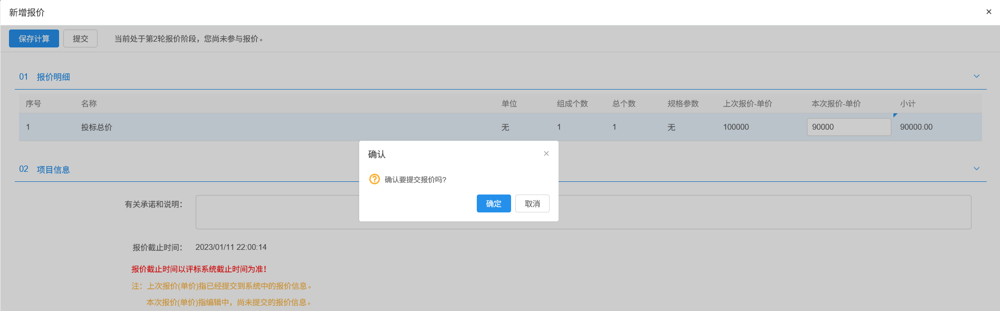 新增报价
保存计算 提交 当前处于第2轮报价阶段，您尚未参与报价。
01 报价明细
序号 名称 单位 组成个数 总个数 规格参数 上次报价-单价 本次报价-单价 小计
1 投标总价 无 1 1 无 100000 90000 90000.00
确认
确认要提交报价吗?
确定 取消
02 项目信息
有关承诺和说明：
报价截止时间： 2023/01/11 22:00:14
报价截止时间以评标系统截止时间为准！
注：上次报价(单价)指已经提交到系统中的报价信息。
本次报价(单价)指编辑中，尚未提交的报价信息。